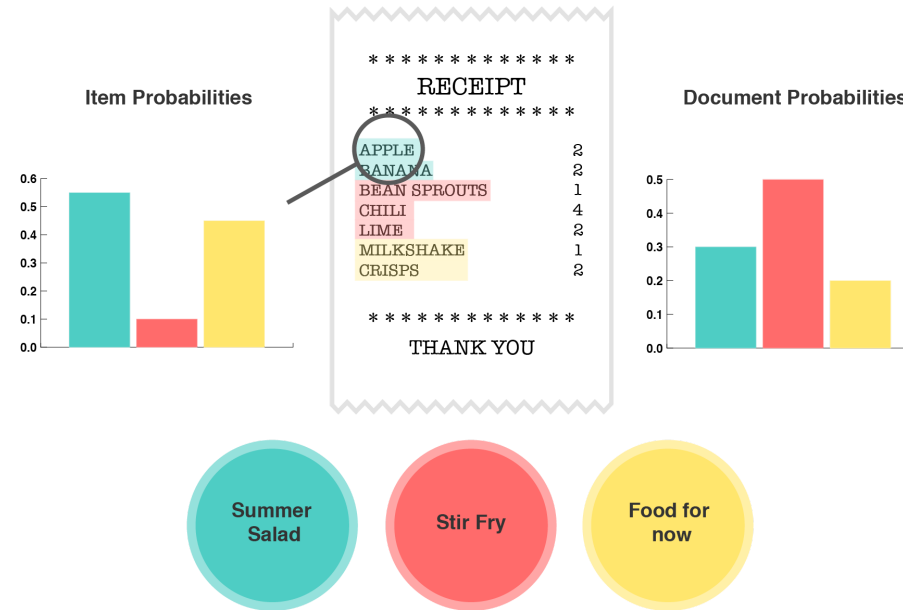 Item Probabilities
0.6
0.5
0.4
0.3
0.2
0.1
0.0
* * * * * * * * * * * * *
RECEIPT
* * * * * * * * * * * * *
APPLE 2
BANANA 2
BEAN SPROUTS 1
CHILI 4
LIME 2
MILKSHAKE 1
CRISPS 2
* * * * * * * * * * * * *
THANK YOU
Document Probabilities
0.5
0.4
0.3
0.2
0.1
0.0
Summer
Salad
Stir Fry
Food for
now